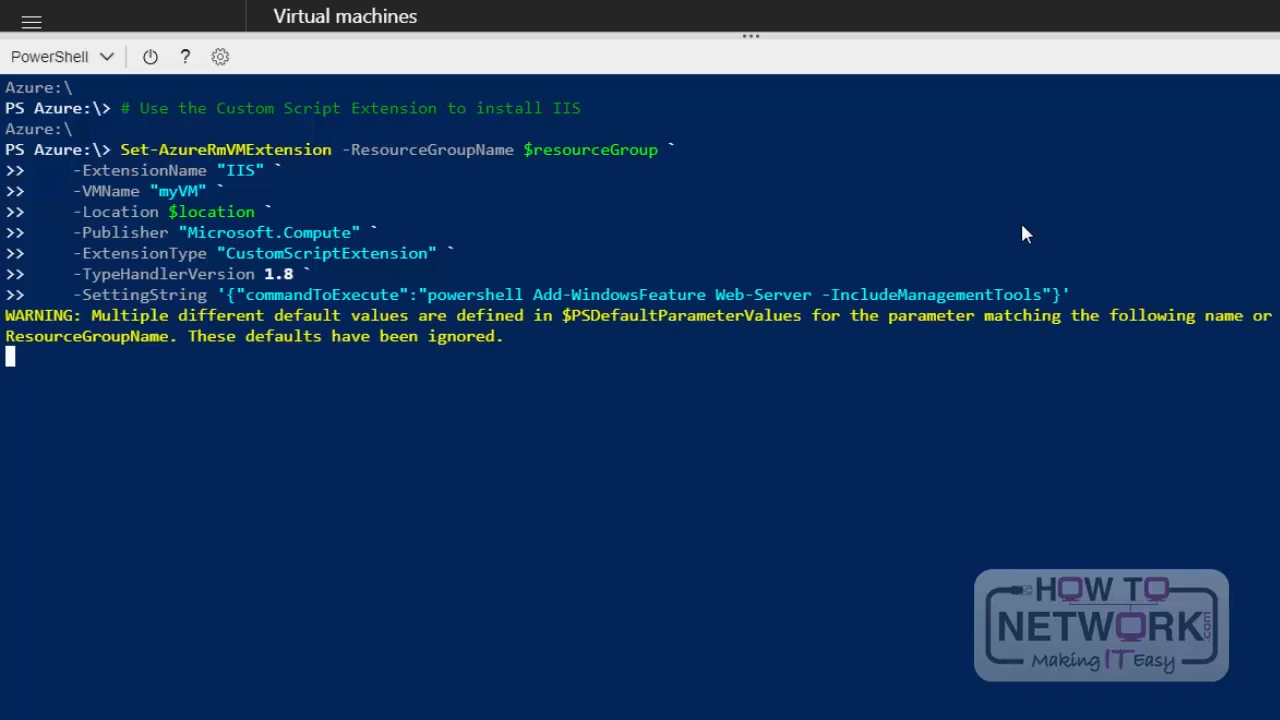 Virtual machines
PowerShell
?
Azure:\
PS Azure:\> # Use the Custom Script Extension to install IIS
Azure:\
PS Azure:\> Set-AzureRmVMExtension -ResourceGroupName $resourceGroup `
>>     -ExtensionName "IIS" `
>>     -VMName "myVM" `
>>     -Location $location `
>>     -Publisher "Microsoft.Compute" `
>>     -ExtensionType "CustomScriptExtension" `
>>     -TypeHandlerVersion 1.8 `
>>     -SettingString '{"commandToExecute":"powershell Add-WindowsFeature Web-Server -IncludeManagementTools"}'
WARNING: Multiple different default values are defined in $PSDefaultParameterValues for the parameter matching the following name or
ResourceGroupName. These defaults have been ignored.
HOW TO
NETWORK.com
Making IT Easy